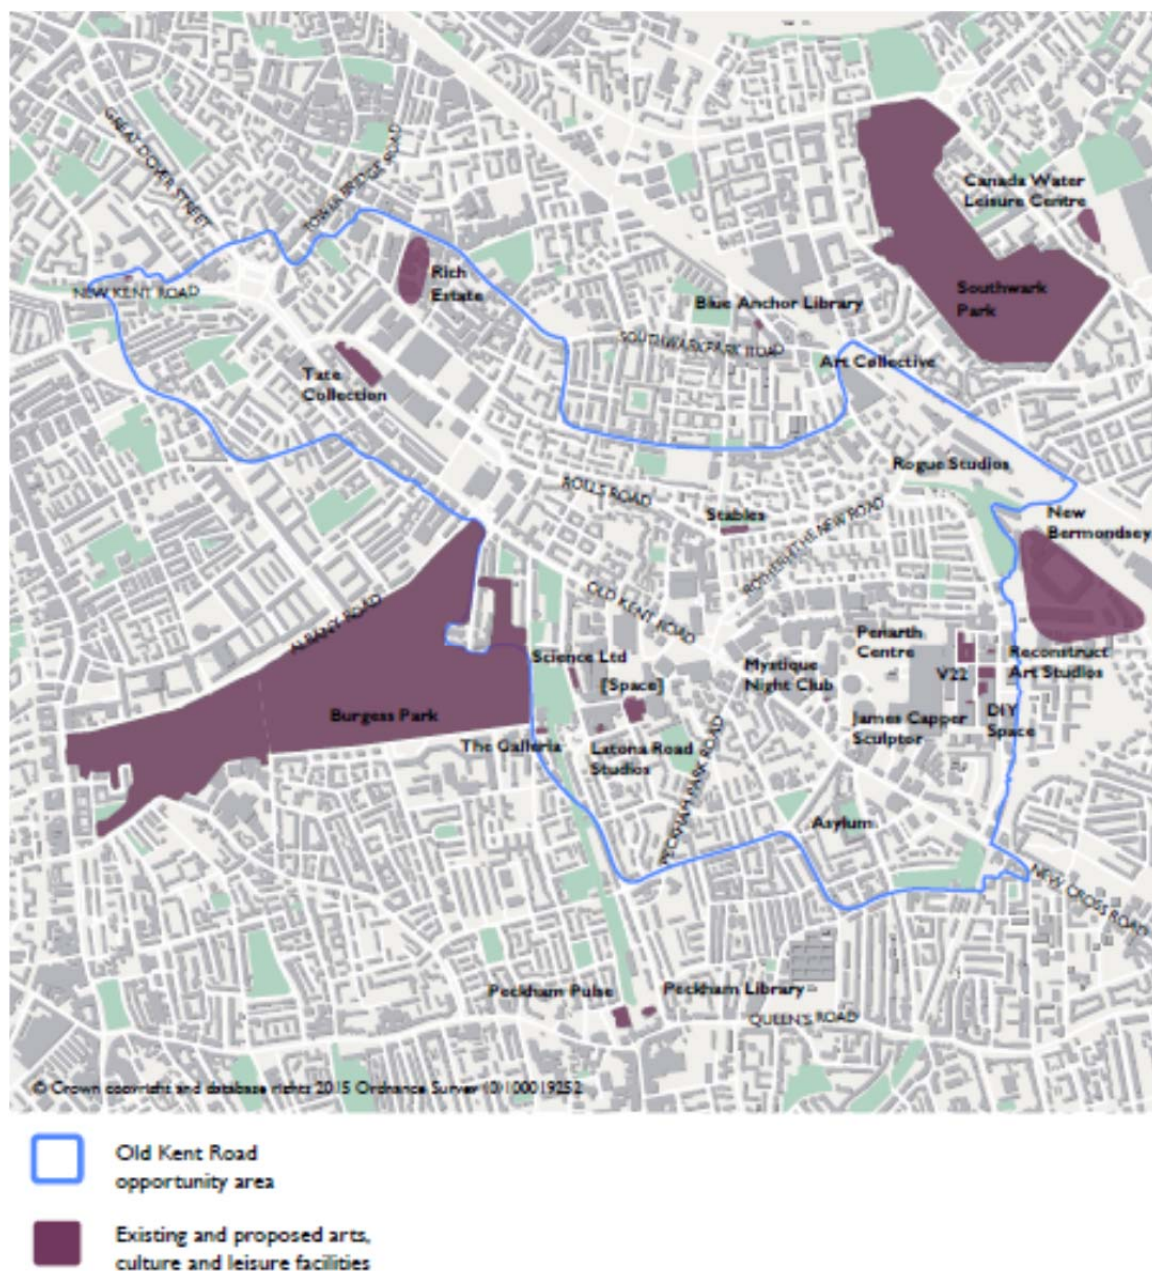 GREAT DOVER STREET
TOWER BRIDGE ROAD
Canada Water
Leisure Centre
Rich
Estate
NEW KENT ROAD
Southwark
Park
Blue Anchor Library
SOUTHWARK PARK ROAD
Art Collective
Tate
Collection
Rogue Studios
ROLLS ROAD
Stables
ROTHERHITHE NEW ROAD
New
Bermondsey
OLD KENT ROAD
ALBANY ROAD
Penarth
Centre
Reconstruct
Art Studios
Science Ltd
Mystique
Night Club
V22
[Space]
Burgess Park
James Capper
Sculptor
DIY
Space
The Galleria
Latona Road
Studios
PECKHAM PARK ROAD
Asylum
NEW CROSS ROAD
Peckham Pulse
Peckham Library
QUEEN'S ROAD
© Crown copyright and database rights 2015 Ordnance Survey (0)100019252
Old Kent Road
opportunity area
Existing and proposed arts,
culture and leisure facilities